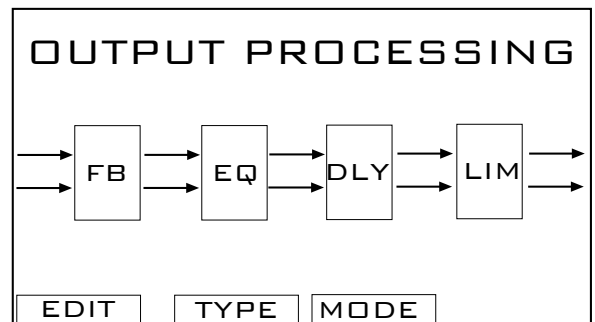 OUTPUT PROCESSING
FB EQ DLY LIM
EDIT TYPE MODE